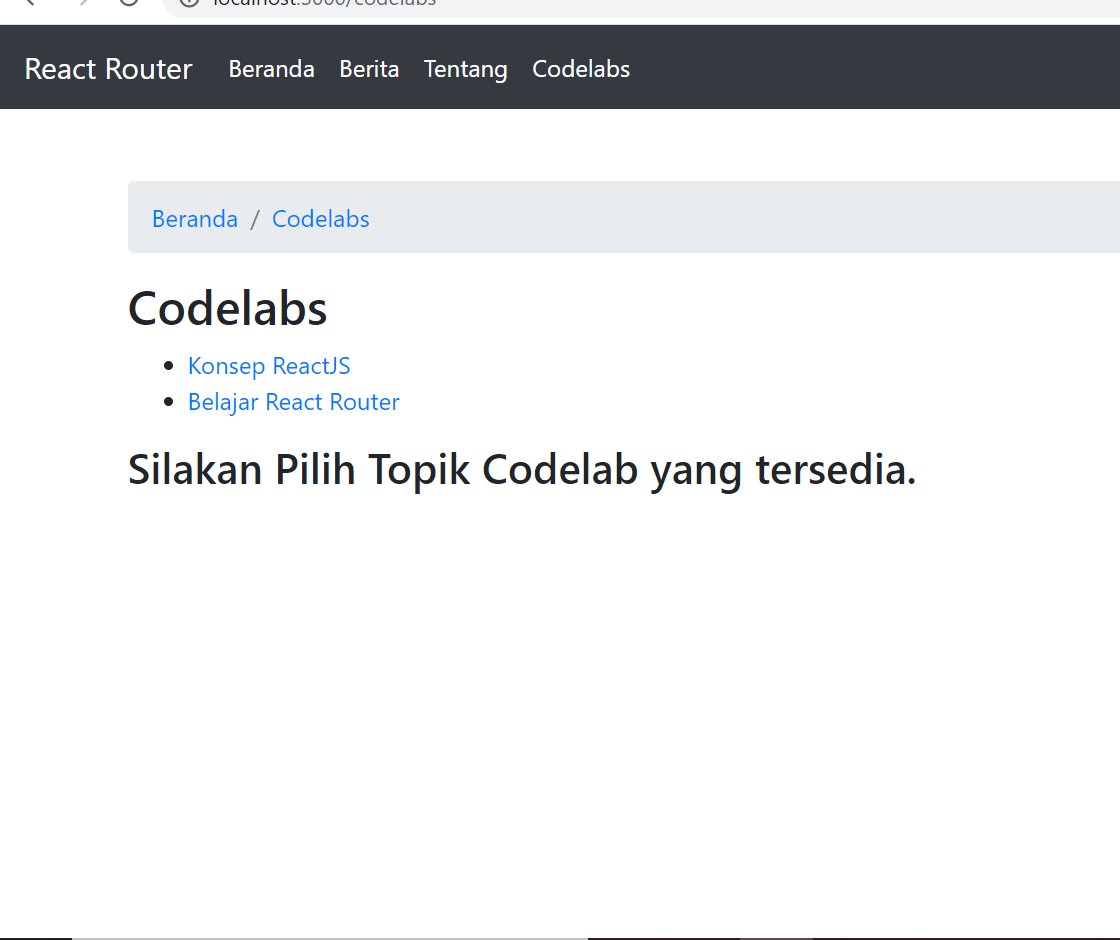 localhost:3000/codelabs
React Router Beranda Berita Tentang Codelabs
Beranda / Codelabs
Codelabs
Konsep ReactJS
Belajar React Router
Silakan Pilih Topik Codelab yang tersedia.